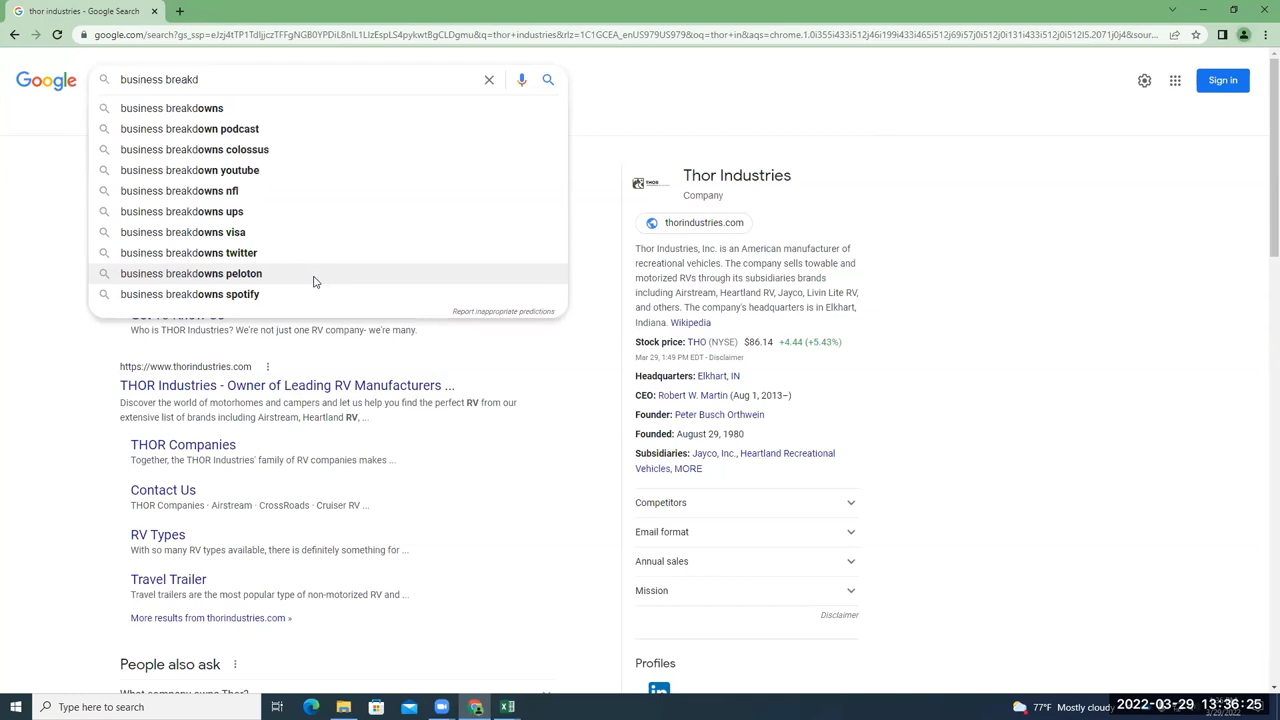 thor industries - Google Search
google.com/search?gs_ssp=eJzj4tTP1TdIjjczTFFgNGB0YPDiL8nIL1LIzEspLS4pykwtBgCLDgmu&q=thor+industries&rlz=1C1GCEA_enUS979US979&oq=thor+in&aqs=chrome.1.0i355i433i512j46i199i433i465i512j69i57j0i512j0i131i433i512j0i512l5.2071j0j4&sour...
Google
business breakd
Sign in
business breakdowns
business breakdown podcast
business breakdowns colossus
business breakdown youtube
business breakdowns nfl
business breakdowns ups
business breakdowns visa
business breakdowns twitter
business breakdowns peloton
business breakdowns spotify
Report inappropriate predictions
Get To Know Us
Who is THOR Industries? We're not just one RV company- we're many.
https://www.thorindustries.com
THOR Industries - Owner of Leading RV Manufacturers ...
Discover the world of motorhomes and campers and let us help you find the perfect RV from our
extensive list of brands including Airstream, Heartland RV, ...
THOR Companies
Together, the THOR Industries' family of RV companies makes ...
Contact Us
THOR Companies · Airstream · CrossRoads · Cruiser RV ...
RV Types
With so many RV types available, there is definitely something for ...
Travel Trailer
Travel trailers are the most popular type of non-motorized RV and ...
More results from thorindustries.com »
People also ask
What company owns Thor?
THOR
Thor Industries
Company
thorindustries.com
Thor Industries, Inc. is an American manufacturer of
recreational vehicles. The company sells towable and
motorized RVs through its subsidiaries brands
including Airstream, Heartland RV, Jayco, Livin Lite RV,
and others. The company's headquarters is in Elkhart,
Indiana. Wikipedia
Stock price: THO (NYSE) $86.14 +4.44 (+5.43%)
Mar 29, 1:49 PM EDT - Disclaimer
Headquarters: Elkhart, IN
CEO: Robert W. Martin (Aug 1, 2013–)
Founder: Peter Busch Orthwein
Founded: August 29, 1980
Subsidiaries: Jayco, Inc., Heartland Recreational
Vehicles, MORE
Competitors
Email format
Annual sales
Mission
Disclaimer
Profiles
in
Type here to search
77°F Mostly cloudy
2022-03-29 13:36:25